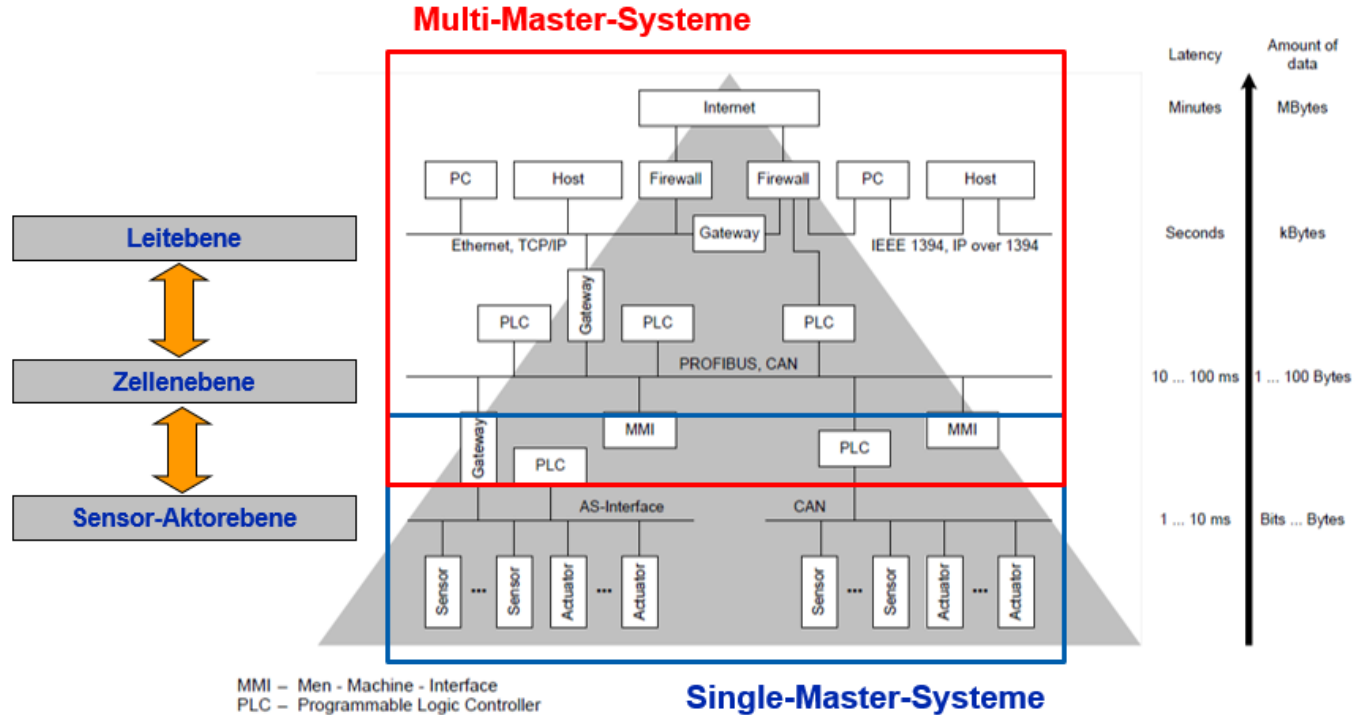 Multi-Master-Systeme
Latency
Amount of
data
Internet
Minutes
MBytes
PC
Host
Firewall
Firewall
PC
Host
Leitebene
Ethernet, TCP/IP
Gateway
IEEE 1394, IP over 1394
Seconds
kBytes
Gateway
PLC
PLC
PLC
Zellenebene
PROFIBUS, CAN
10 ... 100 ms
1 ... 100 Bytes
Gateway
MMI
MMI
PLC
PLC
Sensor-Aktorebene
AS-Interface
CAN
1 ... 10 ms
Bits ... Bytes
Sensor
...
Sensor
Actuator
...
Actuator
Sensor
...
Sensor
Actuator
...
Actuator
MMI – Men - Machine - Interface
PLC – Programmable Logic Controller
Single-Master-Systeme